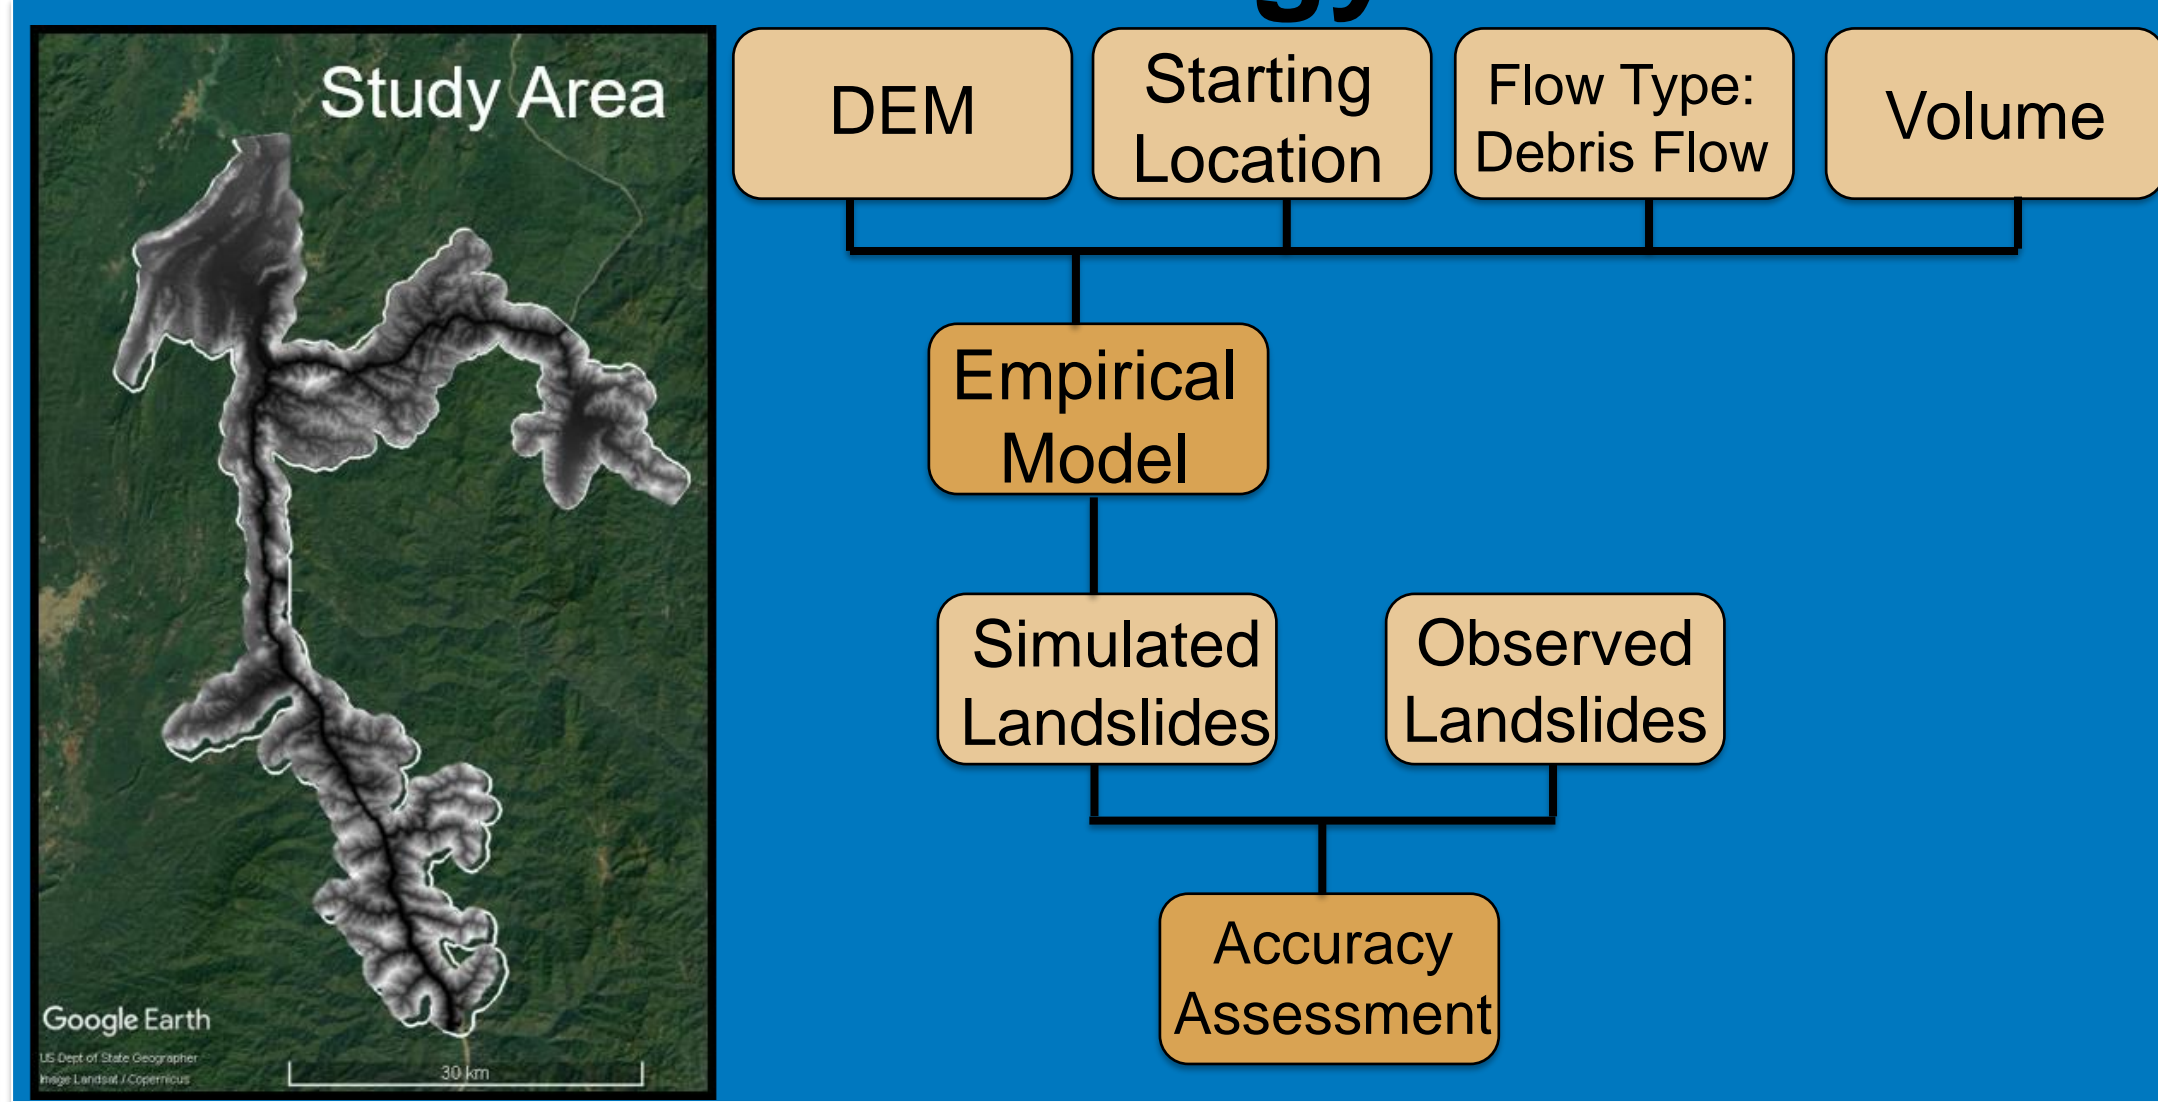 gy
Study Area
DEM
Starting
Location
Flow Type:
Debris Flow
Volume
Empirical
Model
Simulated
Landslides
Observed
Landslides
Accuracy
Assessment
Google Earth
US Dept of State Geographer
Image Landsat / Copernicus
30 km